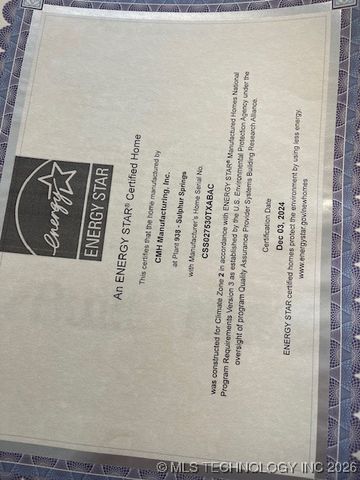 energy
ENERGY STAR
An ENERGY STAR® Certified Home
This certifies that the home manufactured by
CMH Manufacturing, Inc.
at Plant 938 - Sulphur Springs
with Manufacturer's Home Serial No.
CSS027530TXABAC
was constructed for Climate Zone 2 in accordance with ENERGY STAR® Manufactured Homes National
Program Requirements Version 3 as established by the U.S. Environmental Protection Agency under the
oversight of program Quality Assurance Provider Systems Building Research Alliance.
Certification Date
Dec 03, 2024
ENERGY STAR certified homes protect the environment by using less energy.
www.energystar.gov/newhomes
© MLS TECHNOLOGY INC 2026